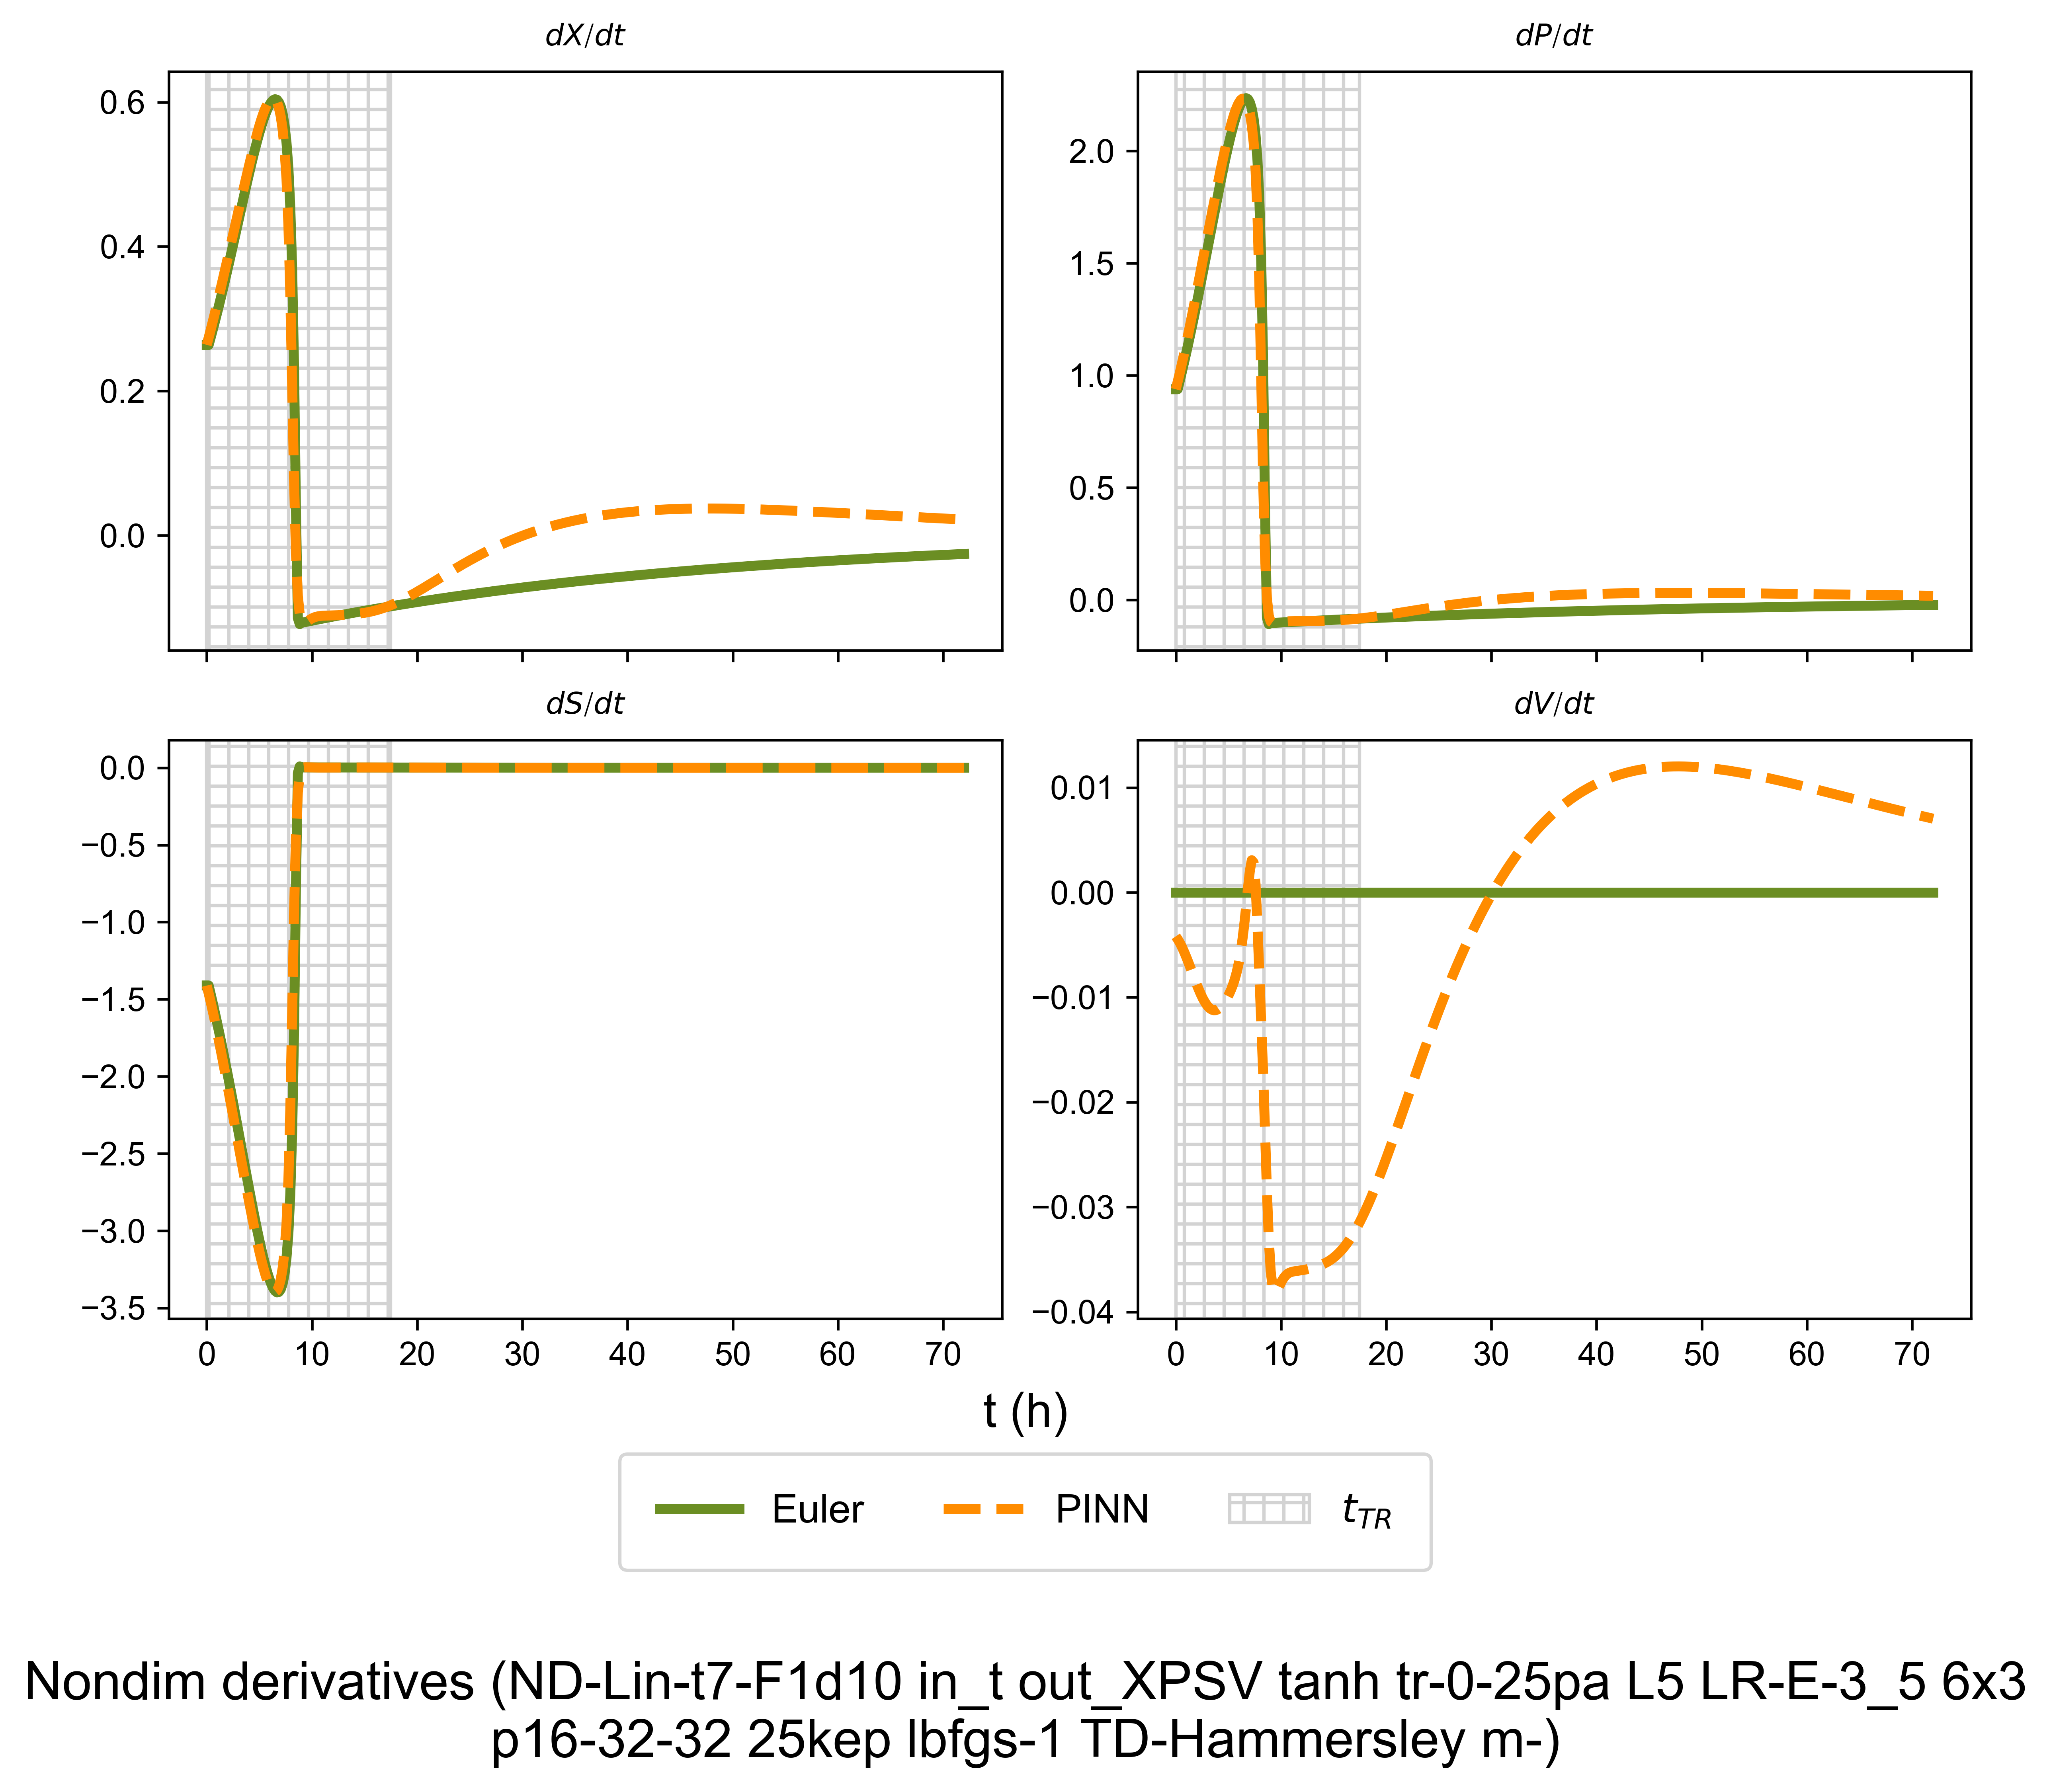 dX/dt
dP/dt
0.6
0.4
0.2
0.0
2.0
1.5
1.0
0.5
0.0
dS/dt
dV/dt
0.0
−0.5
−1.0
−1.5
−2.0
−2.5
−3.0
−3.5
0.01
0.00
−0.01
−0.02
−0.03
−0.04
0 10 20 30 40 50 60 70
0 10 20 30 40 50 60 70
t (h)
Euler PINN t_TR
Nondim derivatives (ND-Lin-t7-F1d10 in_t out_XPSV tanh tr-0-25pa L5 LR-E-3_5 6x3
p16-32-32 25kep lbfgs-1 TD-Hammersley m-)